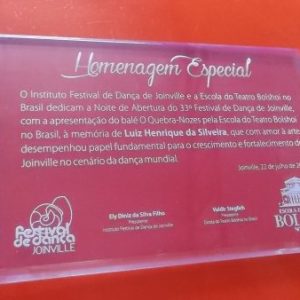 Homenagem Especial
O Instituto Festival de Dança de Joinville e a Escola do Teatro Bolshoi no
Brasil dedicam a Noite de Abertura do 33º Festival de Dança de Joinville,
com a apresentação do balé O Quebra-Nozes pela Escola do Teatro Bolshoi
no Brasil, à memória de Luiz Henrique da Silveira, que com amor à arte
desempenhou papel fundamental para o crescimento e fortalecimento de
Joinville no cenário da dança mundial.
Joinville, 22 de julho de
festival
de dança
JOINVILLE
Ely Diniz da Silva Filho
Presidente
Instituto Festival de Dança de Joinville
Valdir Steglich
Presidente
Escola do Teatro Bolshoi no Brasil
ESCOLA
BOL